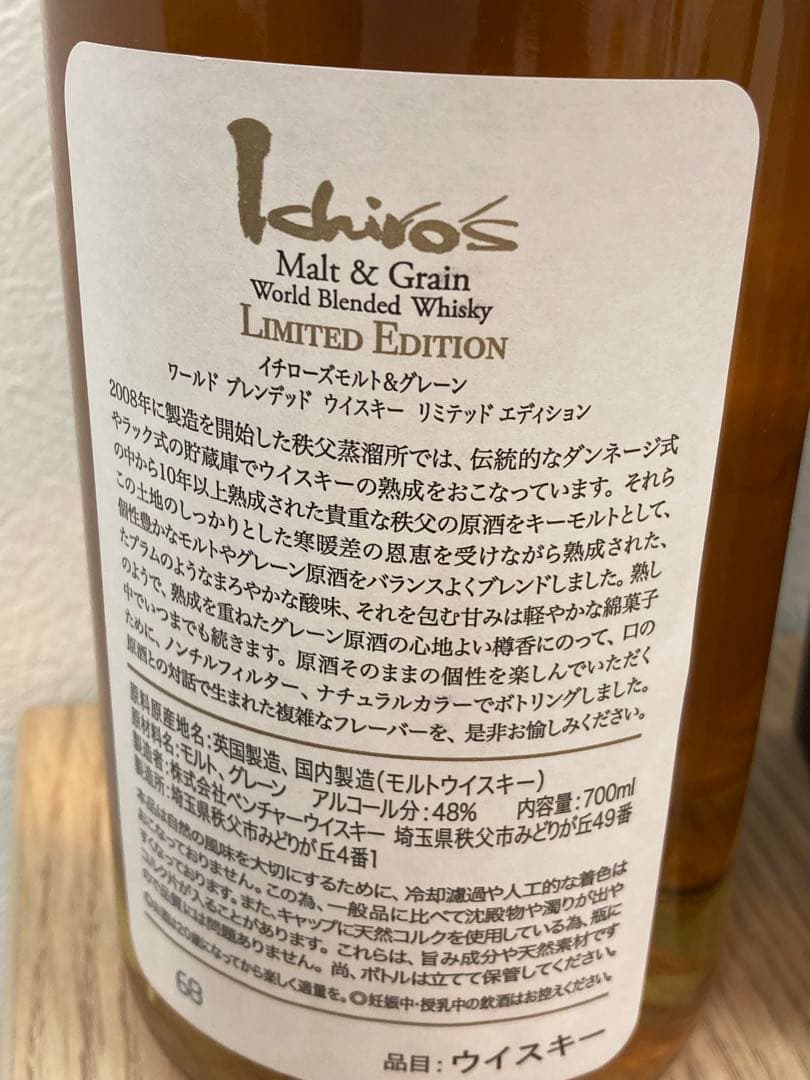 Ichiro's
Malt & Grain
World Blended Whisky
LIMITED EDITION
イチローズモルト&グレーン
ワールド ブレンデッド ウイスキー リミテッド エディション
2008年に製造を開始した秩父蒸溜所では、伝統的なダンネージ式
やラック式の貯蔵庫でウイスキーの熟成をおこなっています。それら
の中から10年以上熟成された貴重な秩父の原酒をキーモルトとして、
この土地のしっかりとした寒暖差の恩恵を受けながら熟成された、
個性豊かなモルトやグレーン原酒をバランスよくブレンドしました。熟し
たプラムのようなまろやかな酸味、それを包む甘みは軽やかな綿菓子
のようで、熟成を重ねたグレーン原酒の心地よい樽香にのって、口の
中でいつまでも続きます。原酒そのままの個性を楽しんでいただく
ために、ノンチルフィルター、ナチュラルカラーでボトリングしました。
原酒との対話で生まれた複雑なフレーバーを、是非お愉しみください。
原料原産地名:英国製造、国内製造(モルトウイスキー)
原材料名:モルト、グレーン アルコール分:48% 内容量:700ml
製造者:株式会社ベンチャーウイスキー 埼玉県秩父市みどりが丘49番
製造所:埼玉県秩父市みどりが丘4番1
本品は自然の風味を大切にするために、冷却濾過や人工的な着色は
おこなっておりません。この為、一般品に比べて沈殿物や濁りが出や
すくなっております。また、キャップに天然コルクを使用している為、瓶に
コルク片が入ることがあります。これらは、旨み成分や天然素材です
ので品質には問題ありません。尚、ボトルは立てて保管してください。
◎お酒は20歳になってから楽しく適量を。◎妊娠中・授乳中の飲酒はお控えください。
68
品目:ウイスキー